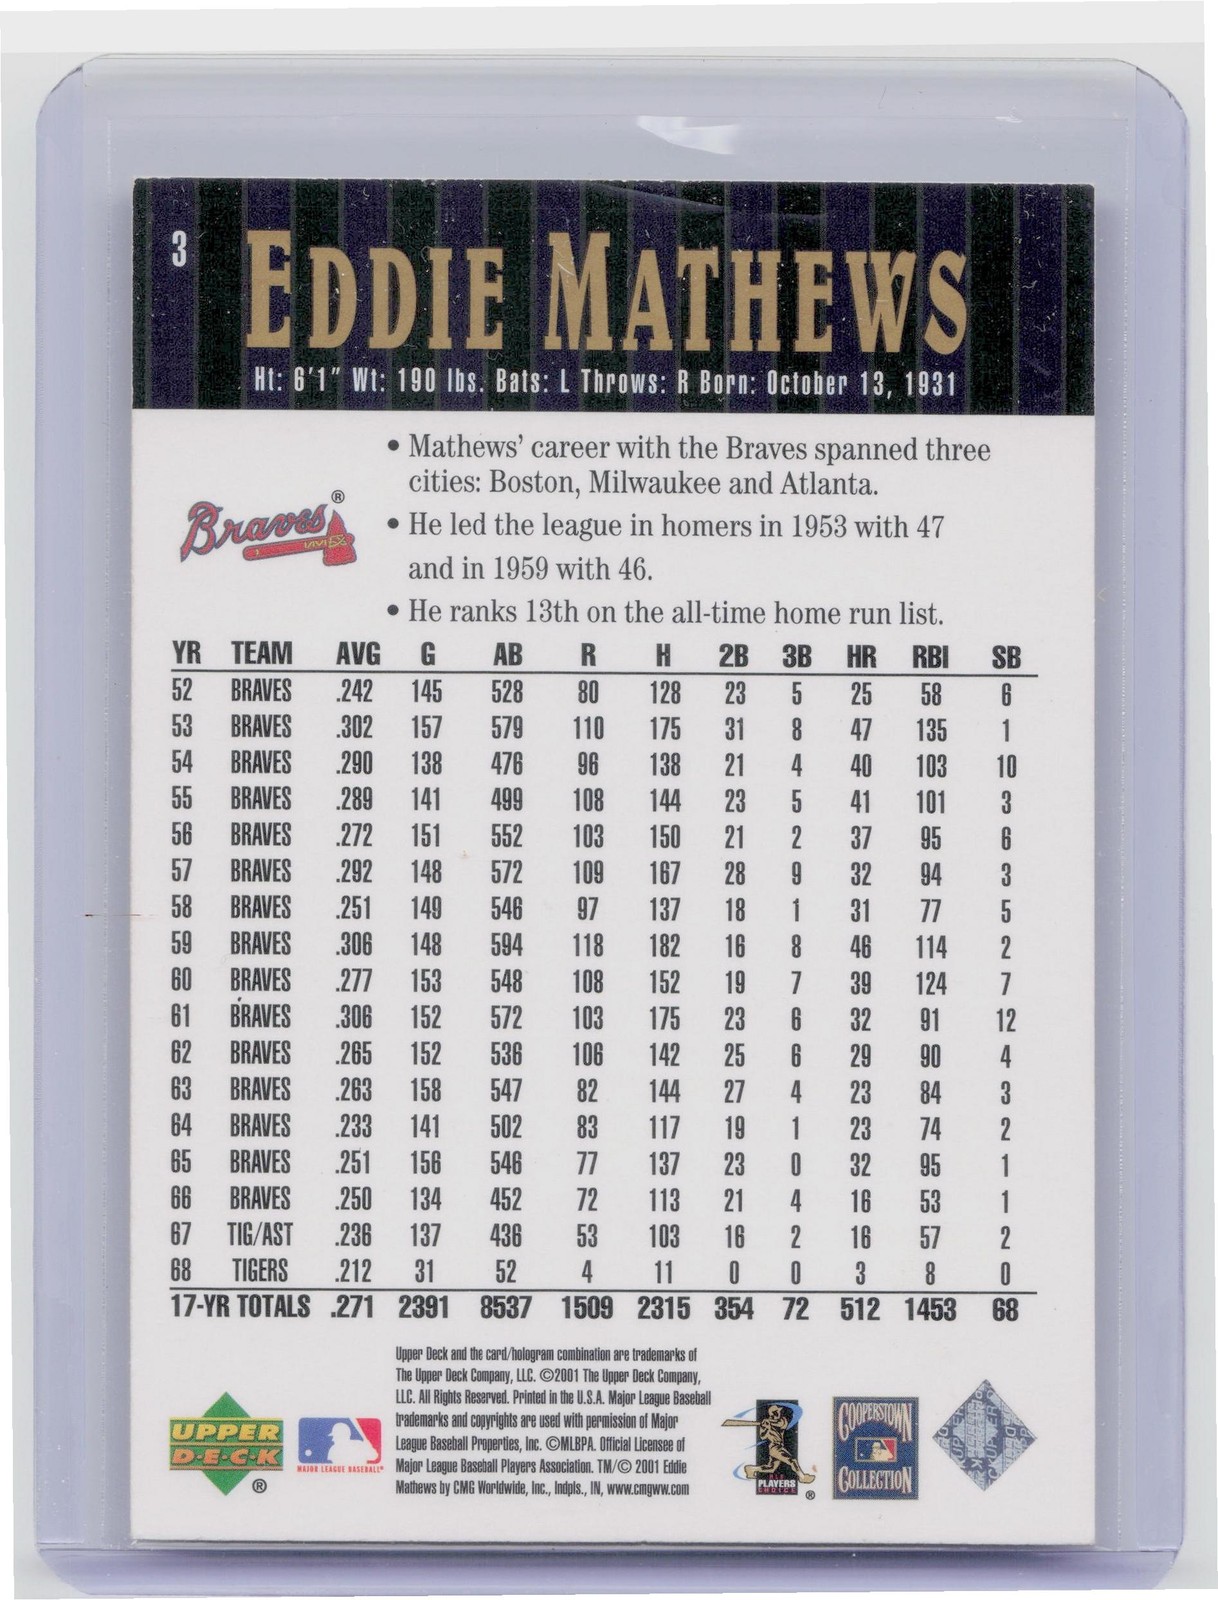 3
EDDIE MATHEWS
Ht: 6'1" Wt: 190 lbs. Bats: L Throws: R Born: October 13, 1931
• Mathews' career with the Braves spanned three
cities: Boston, Milwaukee and Atlanta.
• He led the league in homers in 1953 with 47
and in 1959 with 46.
• He ranks 13th on the all-time home run list.
Braves®
YR TEAM AVG G AB R H 2B 3B HR RBI SB
52 BRAVES .242 145 528 80 128 23 5 25 58 6
53 BRAVES .302 157 579 110 175 31 8 47 135 1
54 BRAVES .290 138 476 96 138 21 4 40 103 10
55 BRAVES .289 141 499 108 144 23 5 41 101 3
56 BRAVES .272 151 552 103 150 21 2 37 95 6
57 BRAVES .292 148 572 109 167 28 9 32 94 3
58 BRAVES .251 149 546 97 137 18 1 31 77 5
59 BRAVES .306 148 594 118 182 16 8 46 114 2
60 BRAVES .277 153 548 108 152 19 7 39 124 7
61 BRAVES .306 152 572 103 175 23 6 32 91 12
62 BRAVES .265 152 536 106 142 25 6 29 90 4
63 BRAVES .263 158 547 82 144 27 4 23 84 3
64 BRAVES .233 141 502 83 117 19 1 23 74 2
65 BRAVES .251 156 546 77 137 23 0 32 95 1
66 BRAVES .250 134 452 72 113 21 4 16 53 1
67 TIG/AST .236 137 436 53 103 16 2 16 57 2
68 TIGERS .212 31 52 4 11 0 0 3 8 0
17-YR TOTALS .271 2391 8537 1509 2315 354 72 512 1453 68
Upper Deck and the card/hologram combination are trademarks of
The Upper Deck Company, LLC. ©2001 The Upper Deck Company,
LLC. All Rights Reserved. Printed in the U.S.A. Major League Baseball
trademarks and copyrights are used with permission of Major
League Baseball Properties, Inc. ©MLBPA. Official Licensee of
Major League Baseball Players Association. TM/© 2001 Eddie
Mathews by CMG Worldwide, Inc., Indpls., IN, www.cmgww.com
UPPER
D·E·C·K
®
MAJOR LEAGUE BASEBALL®
PLAYERS
CHOICE
®
COOPERSTOWN
COLLECTION